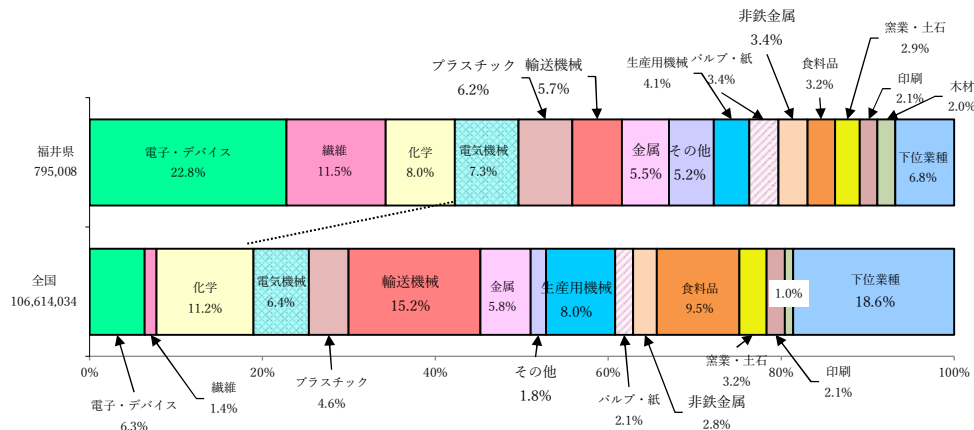 非鉄金属
3.4%
窯業・土石
2.9%
プラスチック
6.2%
輸送機械
5.7%
生産用機械
4.1%
パルプ・紙
3.4%
食料品
3.2%
印刷
2.1%
木材
2.0%
福井県
795,008
電子・デバイス
22.8%
繊維
11.5%
化学
8.0%
電気機械
7.3%
金属
5.5%
その他
5.2%
下位業種
6.8%
全国
106,614,034
化学
11.2%
電気機械
6.4%
輸送機械
15.2%
金属
5.8%
生産用機械
8.0%
食料品
9.5%
1.0%
下位業種
18.6%
0%
20%
40%
60%
80%
100%
電子・デバイス
6.3%
繊維
1.4%
プラスチック
4.6%
その他
1.8%
パルプ・紙
2.1%
非鉄金属
2.8%
窯業・土石
3.2%
印刷
2.1%